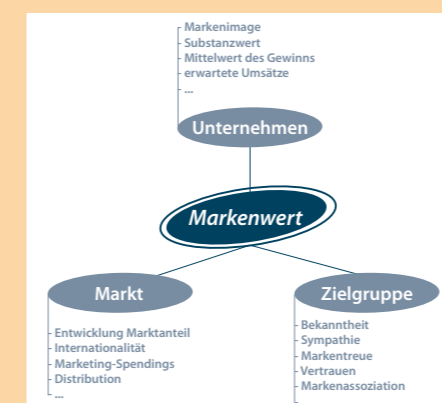 - Markenimage
- Substanzwert
- Mittelwert des Gewinns
- erwartete Umsätze
- ...
Unternehmen
Markenwert
Markt
- Entwicklung Marktanteil
- Internationalität
- Marketing-Spendings
- Distribution
- ...
Zielgruppe
- Bekanntheit
- Sympathie
- Markentreue
- Vertrauen
- Markenassoziation